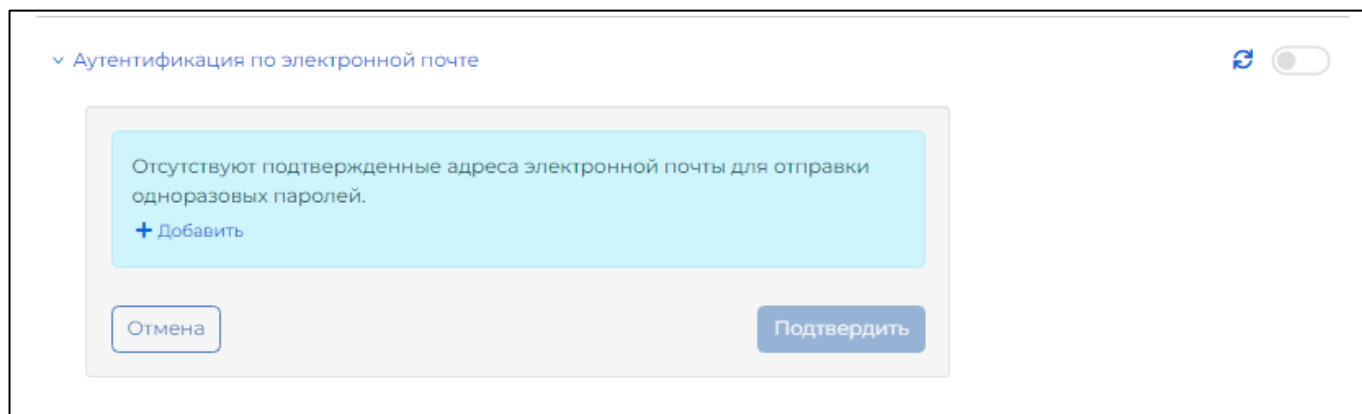 Аутентификация по электронной почте
Отсутствуют подтвержденные адреса электронной почты для отправки
одноразовых паролей.
+ Добавить
Отмена
Подтвердить